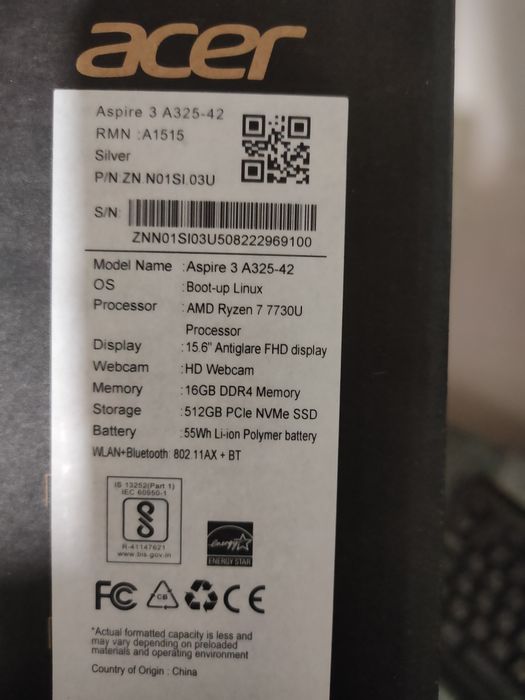 acer
Aspire 3 A325-42
RMN :A1515
Silver
P/N:ZN.N01SI.03U
S/N:
ZNN01SI03U508222969100
Model Name :Aspire 3 A325-42
OS :Boot-up Linux
Processor :AMD Ryzen 7 7730U
Processor
Display :15.6" Antiglare FHD display
Webcam :HD Webcam
Memory :16GB DDR4 Memory
Storage :512GB PCIe NVMe SSD
Battery :55Wh Li-ion Polymer battery
WLAN+Bluetooth: 802.11AX + BT
IS 13252(Part 1)
IEC 60950-1
R-41147621
www.bis.gov.in
energy
ENERGY STAR
FC CB CE
*Actual formatted capacity is less and
may vary depending on preloaded
materials and operating environment
Country of Origin : China